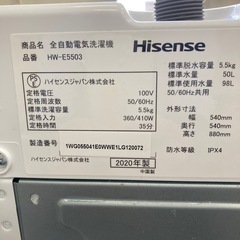 品名 全自動電気洗濯機
品番 HW-E5503
Hisense
PS E
ハイセンスジャパン株式会社
定格電圧 100V
定格周波数 50/60Hz
標準洗濯容量 5.5kg
定格消費電力 360/410W
定格時間 35分
製造番号 1WG055041E0WWE1LG120072
ハイセンスジャパン株式会社
2020年製
中国製
標準脱水容量 5.5kg
標準水量 50L
標準使用水量 98L
50/60Hz共用
外形寸法
幅 540mm
奥行 540mm
高さ 880mm
防水等級 IPX4